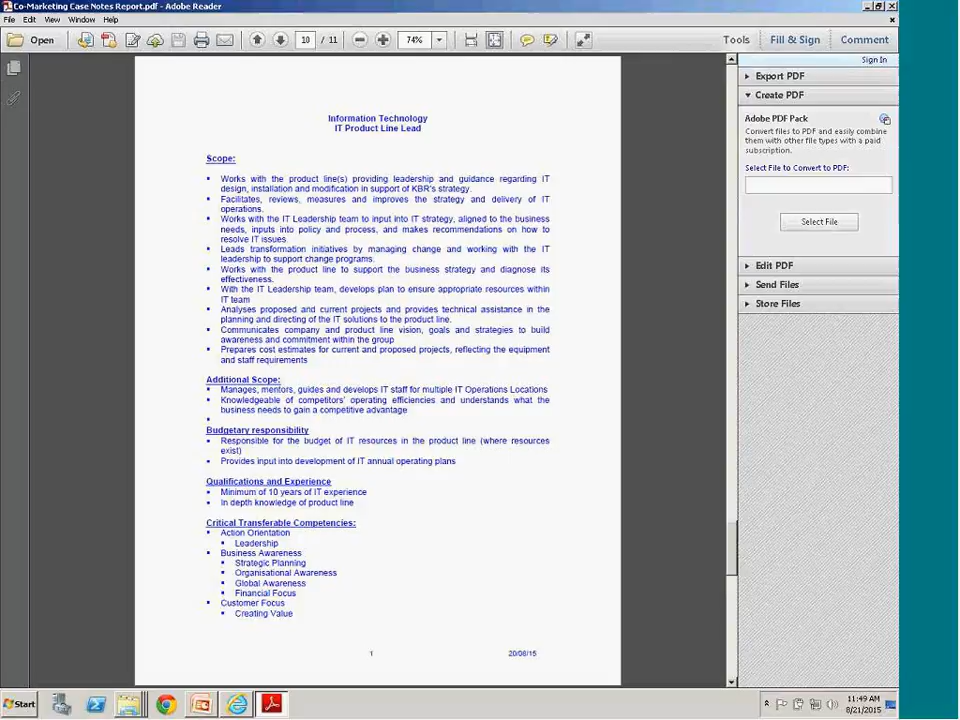 Co-Marketing Case Notes Report.pdf - Adobe Reader
File Edit View Window Help
Open 10 / 11 74% Tools Fill & Sign Comment
Sign In
Export PDF
Create PDF
Adobe PDF Pack
Convert files to PDF and easily combine
them with other file types with a paid
subscription.
Select File to Convert to PDF:
Select File
Edit PDF
Send Files
Store Files
Information Technology
IT Product Line Lead
Scope:
Works with the product line(s) providing leadership and guidance regarding IT
design, installation and modification in support of KBR's strategy.
Facilitates, reviews, measures and improves the strategy and delivery of IT
operations.
Works with the IT Leadership team to input into IT strategy, aligned to the business
needs, inputs into policy and process, and makes recommendations on how to
resolve IT issues.
Leads transformation initiatives by managing change and working with the IT
leadership to support change programs.
Works with the product line to support the business strategy and diagnose its
effectiveness.
With the IT Leadership team, develops plan to ensure appropriate resources within
IT team
Analyses proposed and current projects and provides technical assistance in the
planning and directing of the IT solutions to the product line.
Communicates company and product line vision, goals and strategies to build
awareness and commitment within the group
Prepares cost estimates for current and proposed projects, reflecting the equipment
and staff requirements
Additional Scope:
Manages, mentors, guides and develops IT staff for multiple IT Operations Locations
Knowledgeable of competitors' operating efficiencies and understands what the
business needs to gain a competitive advantage
Budgetary responsibility
Responsible for the budget of IT resources in the product line (where resources
exist)
Provides input into development of IT annual operating plans
Qualifications and Experience
Minimum of 10 years of IT experience
In depth knowledge of product line
Critical Transferable Competencies:
Action Orientation
Leadership
Business Awareness
Strategic Planning
Organisational Awareness
Global Awareness
Financial Focus
Customer Focus
Creating Value
1 20/08/15
Start
11:49 AM
8/21/2015